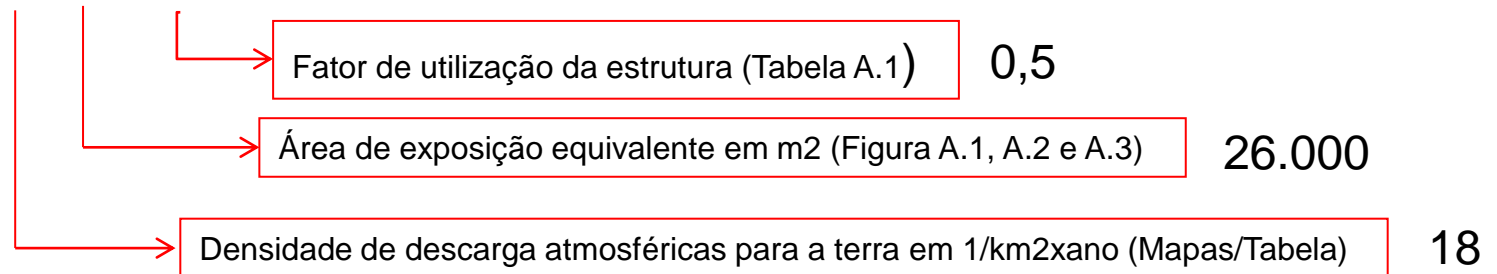 Fator de utilização da estrutura (Tabela A.1) 0,5
Área de exposição equivalente em m2 (Figura A.1, A.2 e A.3) 26.000
Densidade de descarga atmosféricas para a terra em 1/km2xano (Mapas/Tabela) 18